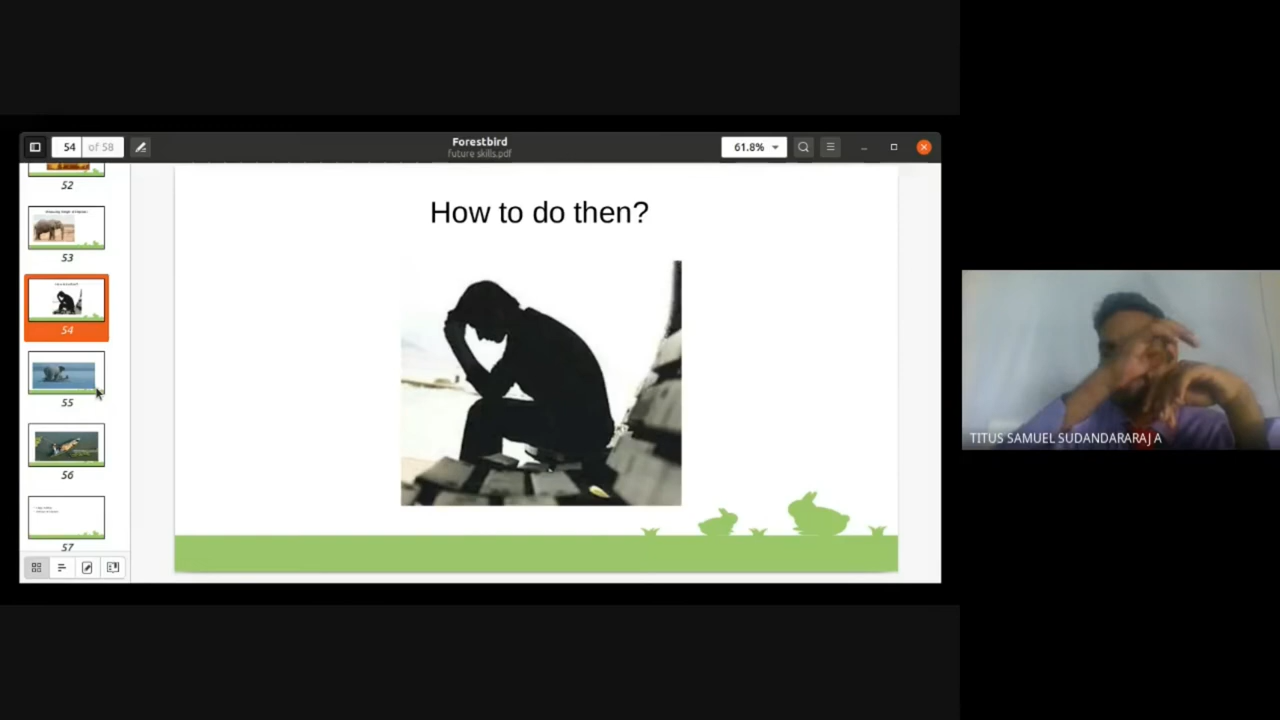 54 of 58
Forestbird
future skills.pdf
61.8%
52
53
54
55
56
57
How to do then?
TITUS SAMUEL SUDANDARARAJ A